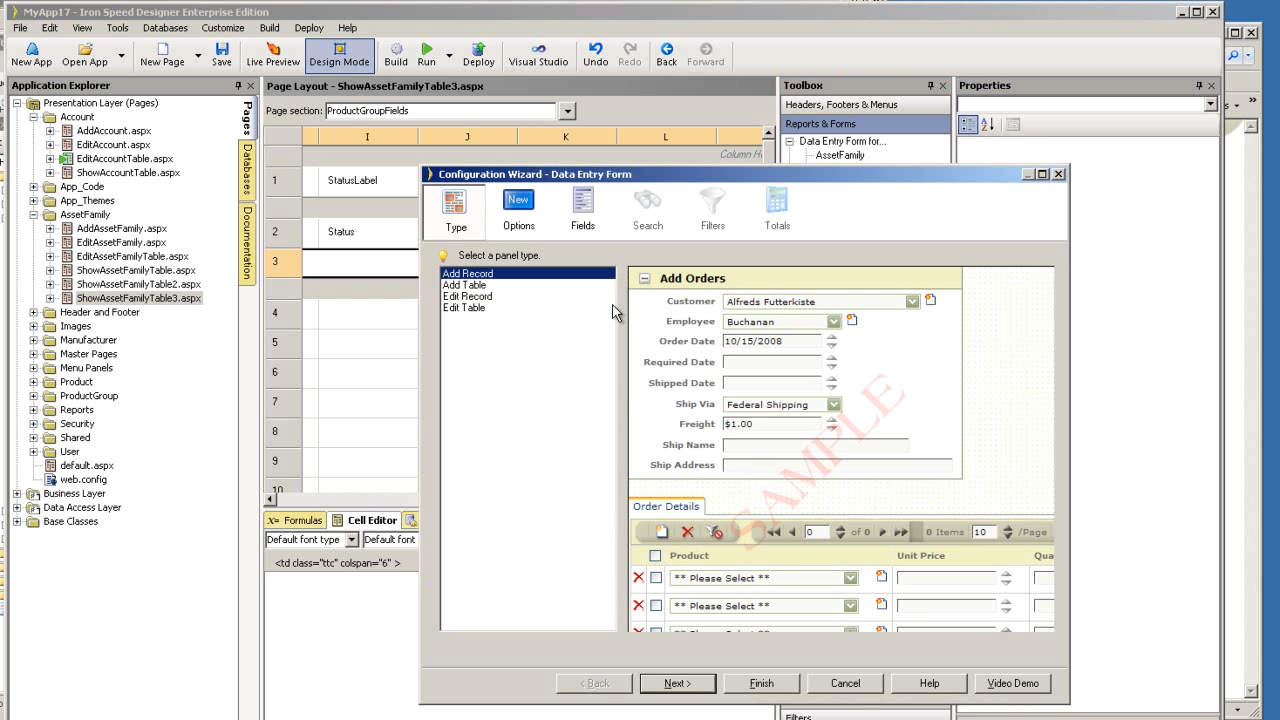 MyApp17 - Iron Speed Designer Enterprise Edition
File Edit View Tools Databases Customize Build Deploy Help
New App Open App New Page Save Live Preview Design Mode Build Run Deploy Visual Studio Undo Redo Back Forward
Application Explorer
Presentation Layer (Pages)
Account
AddAccount.aspx
EditAccount.aspx
EditAccountTable.aspx
ShowAccountTable.aspx
App_Code
App_Themes
AssetFamily
AddAssetFamily.aspx
EditAssetFamily.aspx
EditAssetFamilyTable.aspx
ShowAssetFamilyTable.aspx
ShowAssetFamilyTable2.aspx
ShowAssetFamilyTable3.aspx
Header and Footer
Images
Manufacturer
Master Pages
Menu Panels
Product
ProductGroup
Reports
Security
Shared
User
default.aspx
web.config
Business Layer
Data Access Layer
Base Classes
Pages
Databases
Documentation
Page Layout - ShowAssetFamilyTable3.aspx
Page section: ProductGroupFields
I J K L
Column H
1 StatusLabel
2 Status
3
4
5
6
7
8
9
10
x= Formulas Cell Editor
Default font type Default font
<td class="ttc" colspan="6" >
Toolbox
Headers, Footers & Menus
Reports & Forms
Data Entry Form for...
AssetFamily
Filters
Properties
Configuration Wizard - Data Entry Form
New
Type Options Fields Search Filters Totals
Select a panel type.
Add Record
Add Table
Edit Record
Edit Table
Add Orders
Customer Alfreds Futterkiste
Employee Buchanan
Order Date 10/15/2008
Required Date
Shipped Date
Ship Via Federal Shipping
Freight $1.00
Ship Name
Ship Address
SAMPLE
Order Details
0 of 0 0 Items 10 /Page
Product Unit Price Qua
** Please Select **
** Please Select **
< Back Next > Finish Cancel Help Video Demo